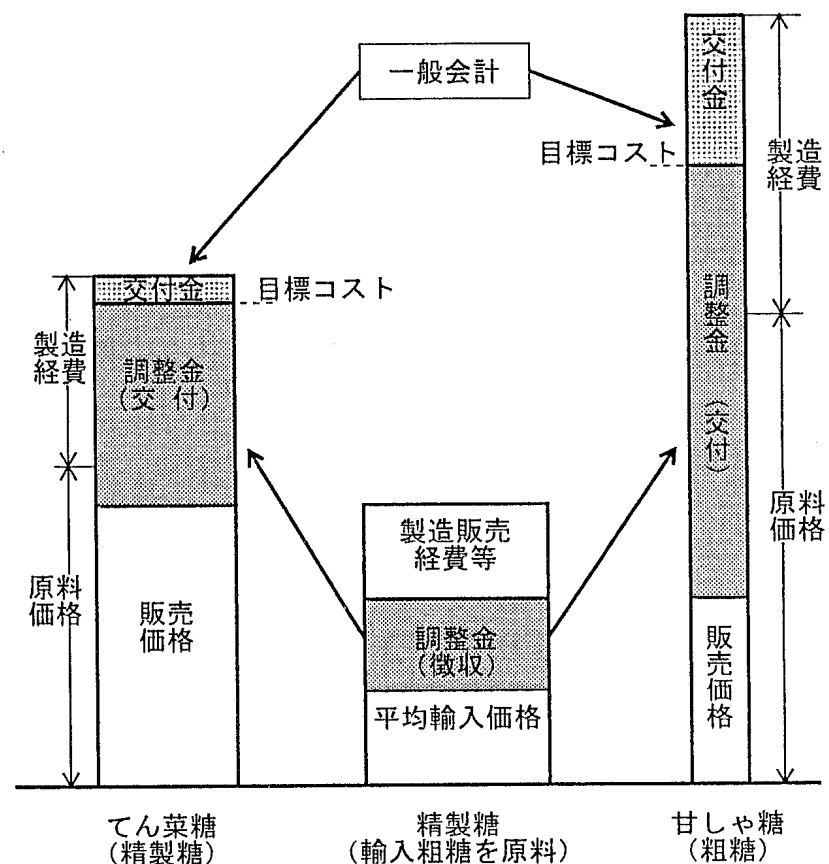 一般会計
交付金
目標コスト
製造
経費
調整金
（交付）
原料
価格
販売価格
交付金
目標コスト
製造
経費
調整金
（交 付）
原料
価格
販売
価格
製造販売
経費等
調整金
（徴収）
平均輸入価格
てん菜糖
（精製糖）
精製糖
（輸入粗糖を原料）
甘しゃ糖
（粗糖）